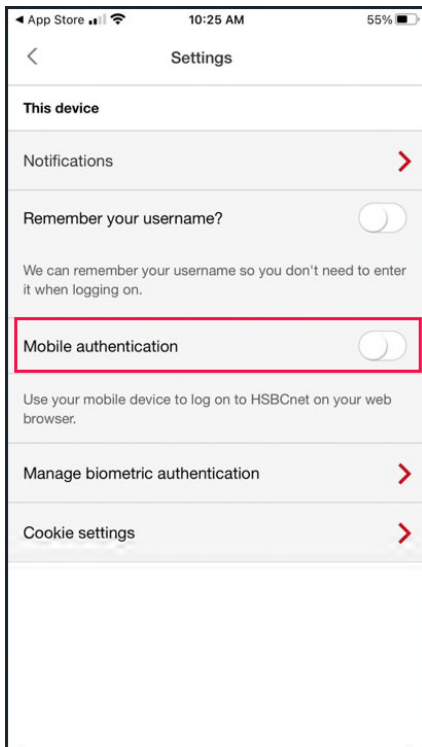 App Store 10:25 AM 55%
Settings
This device
Notifications
Remember your username?
We can remember your username so you don't need to enter
it when logging on.
Mobile authentication
Use your mobile device to log on to HSBCnet on your web
browser.
Manage biometric authentication
Cookie settings